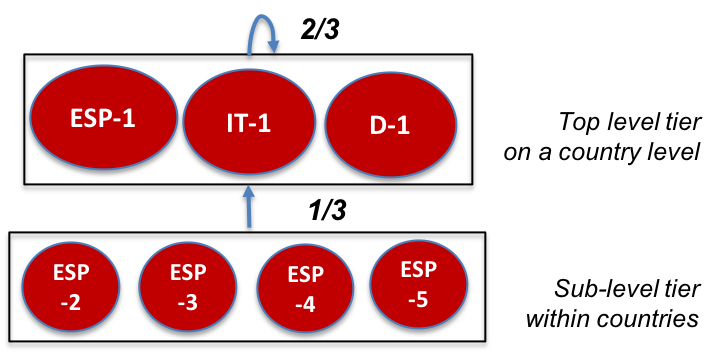 2/3
ESP-1
IT-1
D-1
Top level tier
on a country level
1/3
ESP
-2
ESP
-3
ESP
-4
ESP
-5
Sub-level tier
within countries